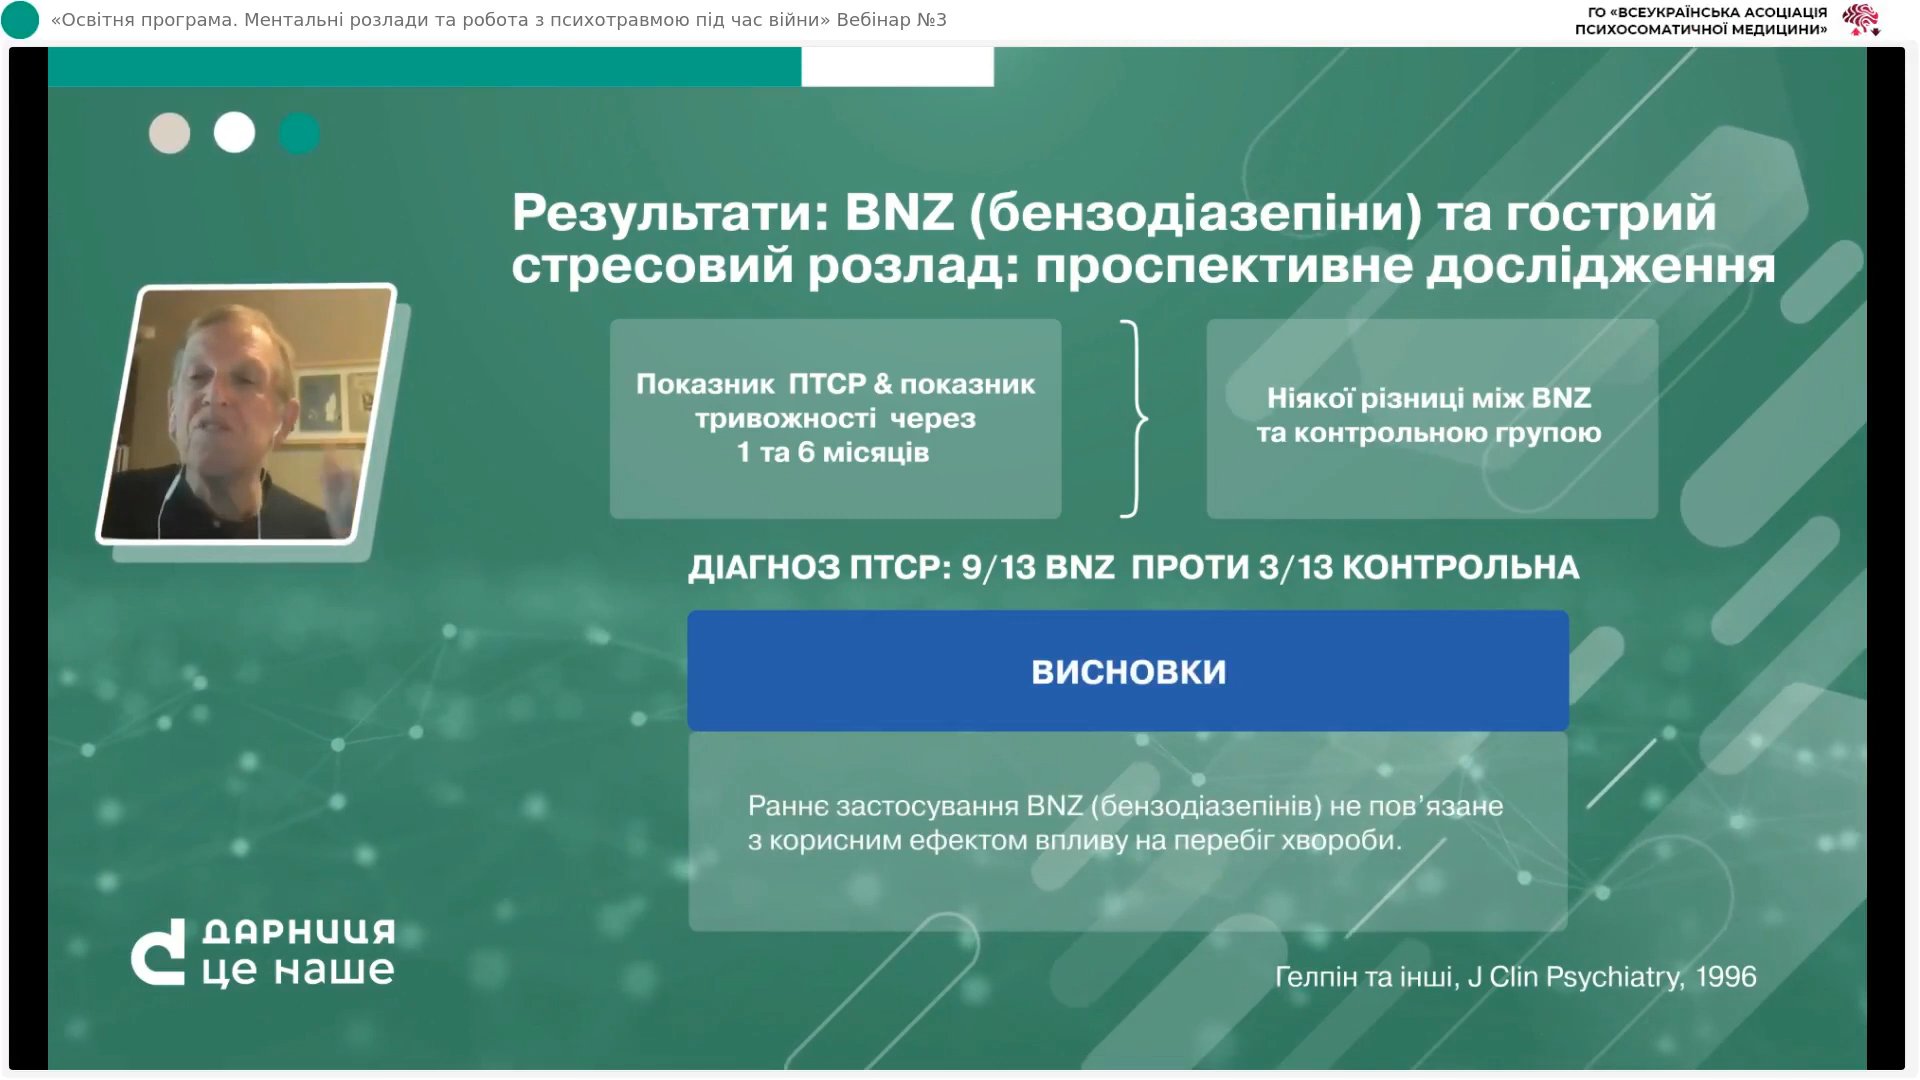 «Освітня програма. Ментальні розлади та робота з психотравмою під час війни» Вебінар №3
ГО «ВСЕУКРАЇНСЬКА АСОЦІАЦІЯ
ПСИХОСОМАТИЧНОЇ МЕДИЦИНИ»
Результати: BNZ (бензодіазепіни) та гострий
стресовий розлад: проспективне дослідження
Показник ПТСР & показник
тривожності через
1 та 6 місяців
Ніякої різниці між BNZ
та контрольною групою
ДІАГНОЗ ПТСР: 9/13 BNZ ПРОТИ 3/13 КОНТРОЛЬНА
ВИСНОВКИ
Раннє застосування BNZ (бензодіазепінів) не пов’язане
з корисним ефектом впливу на перебіг хвороби.
ДАРНИЦЯ
це наше
Гелпін та інші, J Clin Psychiatry, 1996